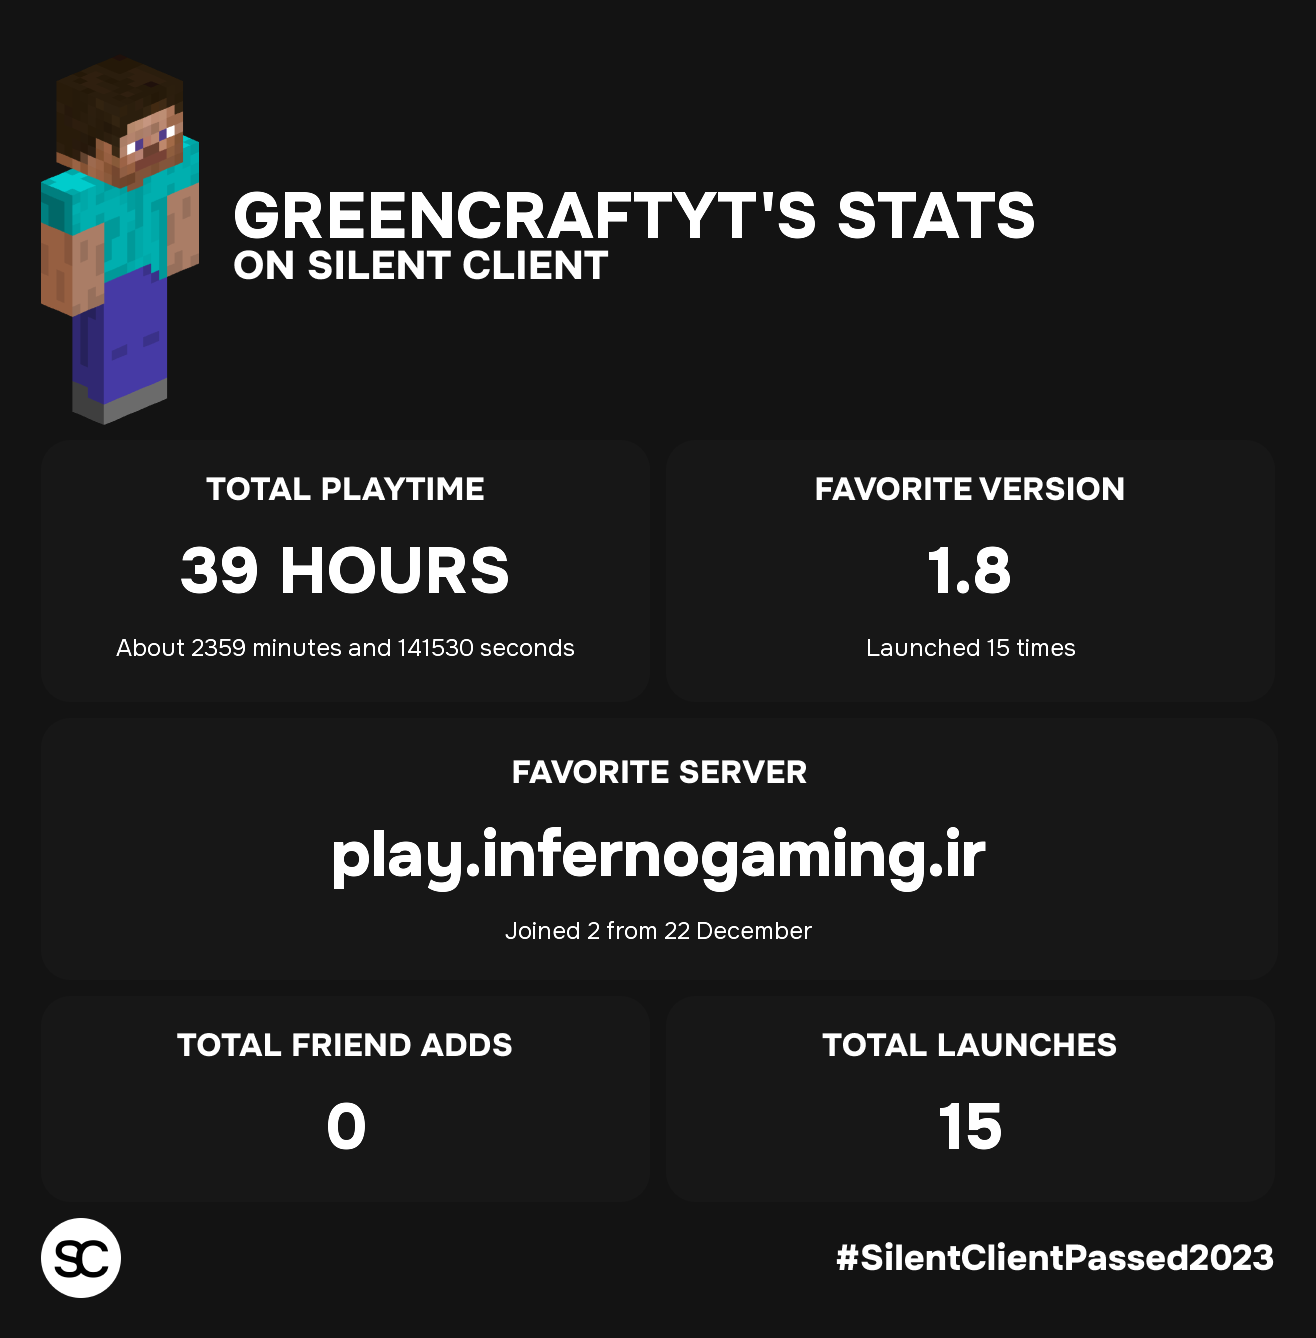 GREENCRAFTYT'S STATS
ON SILENT CLIENT
TOTAL PLAYTIME
39 HOURS
About 2359 minutes and 141530 seconds
FAVORITE VERSION
1.8
Launched 15 times
FAVORITE SERVER
play.infernogaming.ir
Joined 2 from 22 December
TOTAL FRIEND ADDS
0
TOTAL LAUNCHES
15
SC
#SilentClientPassed2023